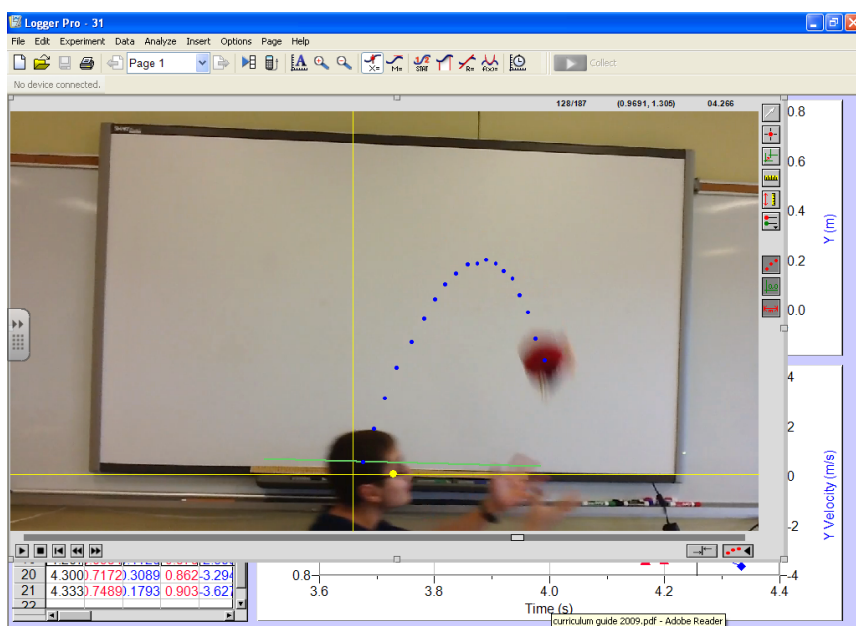 Logger Pro - 31
File Edit Experiment Data Analyze Insert Options Page Help
Page 1
X= M= 1/2 STAT R= f(x)=
Collect
No device connected.
128/187 (0.9691, 1.305) 04.266
0.8
0.6
0.4
0.2
0.0
Y (m)
4
2
0
-2
-4
Y Velocity (m/s)
20 4.300 0.7172 0.3089 0.862 -3.294
21 4.333 0.7489 0.1793 0.903 -3.627
22
0.8
3.6 3.8 4.0 4.2 4.4
Time (s)
curriculum guide 2009.pdf - Adobe Reader